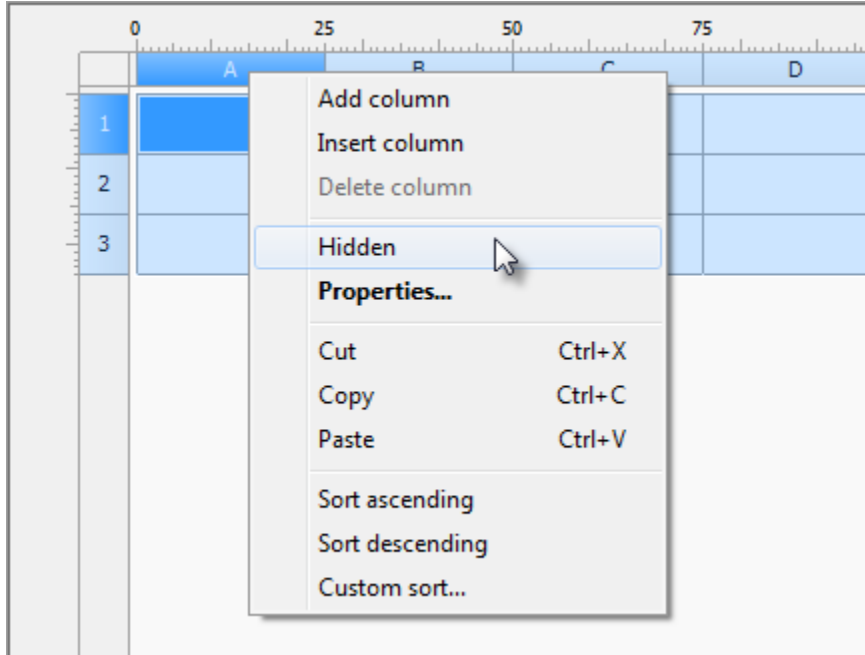 0 25 50 75
A B C D
1
2
3
Add column
Insert column
Delete column
Hidden
Properties...
Cut Ctrl+X
Copy Ctrl+C
Paste Ctrl+V
Sort ascending
Sort descending
Custom sort...